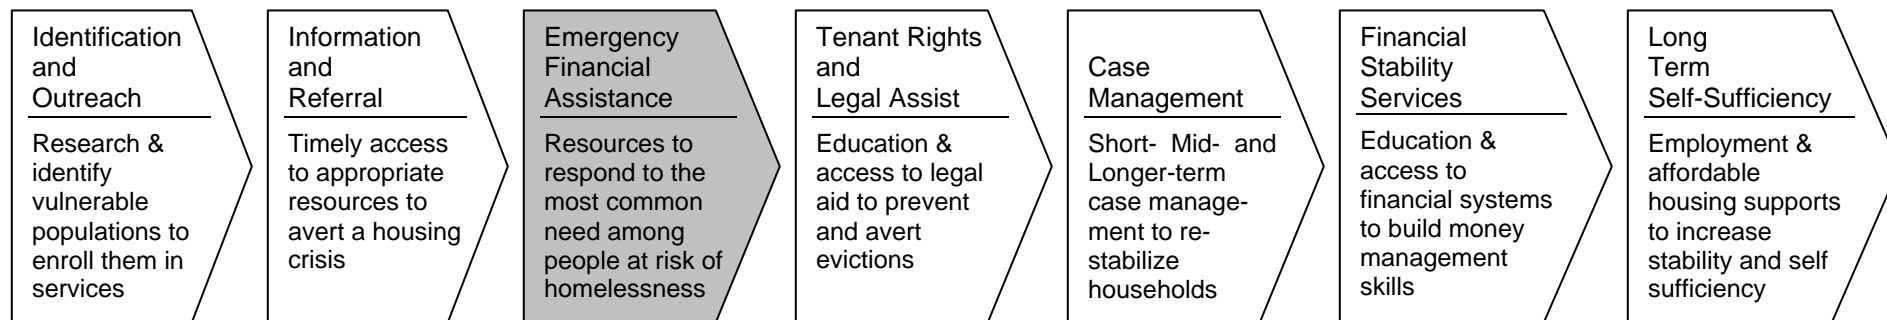 Identification
and
Outreach
Research &
identify
vulnerable
populations to
enroll them in
services
Information
and
Referral
Timely access
to appropriate
resources to
avert a housing
crisis
Emergency
Financial
Assistance
Resources to
respond to the
most common
need among
people at risk of
homelessness
Tenant Rights
and
Legal Assist
Education &
access to legal
aid to prevent
and avert
evictions
Case
Management
Short- Mid- and
Longer-term
case manage-
ment to re-
stabilize
households
Financial
Stability
Services
Education &
access to
financial systems
to build money
management
skills
Long
Term
Self-Sufficiency
Employment &
affordable
housing supports
to increase
stability and self
sufficiency